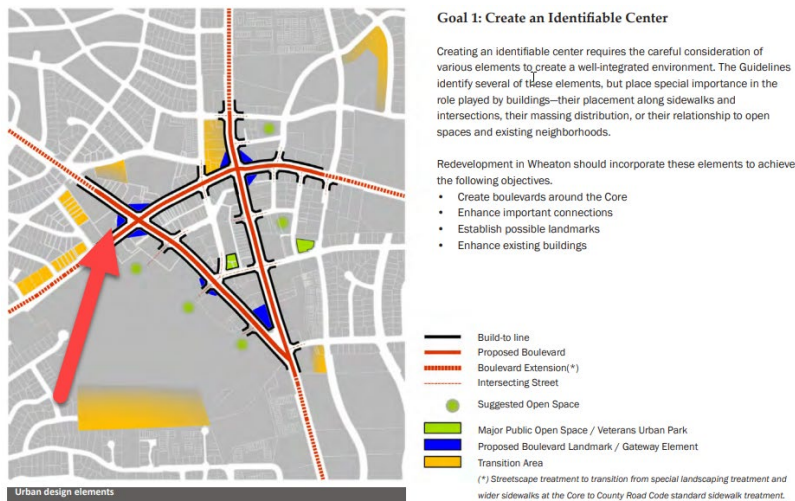 Goal 1: Create an Identifiable Center
Creating an identifiable center requires the careful consideration of
various elements to create a well-integrated environment. The Guidelines
identify several of these elements, but place special importance in the
role played by buildings—their placement along sidewalks and
intersections, their massing distribution, or their relationship to open
spaces and existing neighborhoods.
Redevelopment in Wheaton should incorporate these elements to achieve
the following objectives.
• Create boulevards around the Core
• Enhance important connections
• Establish possible landmarks
• Enhance existing buildings
Build-to line
Proposed Boulevard
Boulevard Extension(*)
Intersecting Street
Suggested Open Space
Major Public Open Space / Veterans Urban Park
Proposed Boulevard Landmark / Gateway Element
Transition Area
(*) Streetscape treatment to transition from special landscaping treatment and
wider sidewalks at the Core to County Road Code standard sidewalk treatment.
Urban design elements